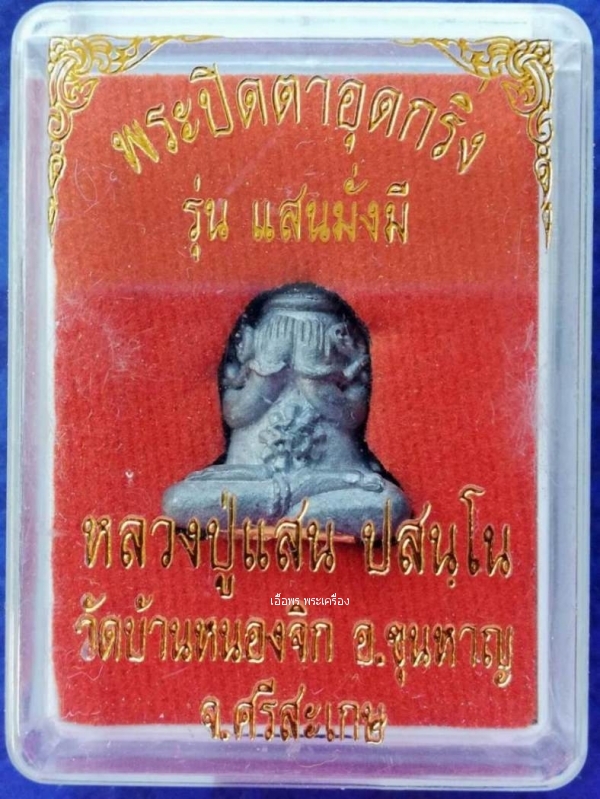 พระปิดตาอุดกริ่ง
รุ่น แสนมั่งมี
หลวงปู่แสน ปสนฺโน
เอื้อพร พระเครื่อง
วัดบ้านหนองจิก อ.ขุนหาญ
จ.ศรีสะเกษ